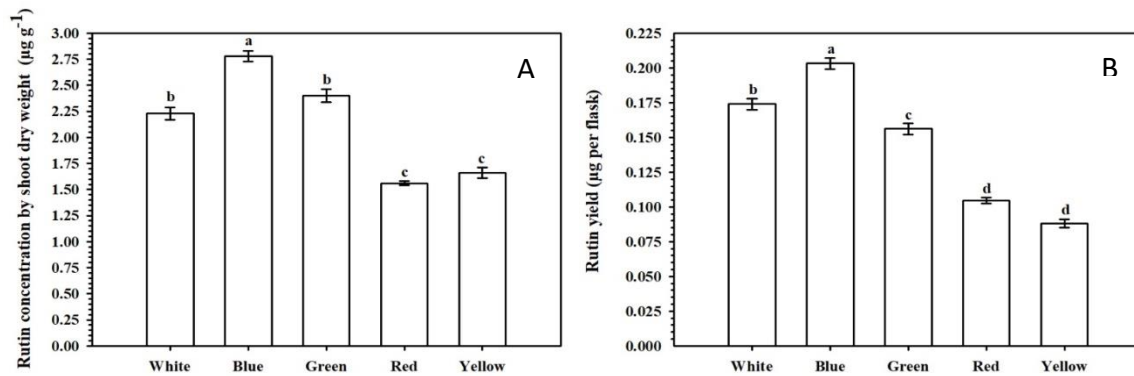 Rutin concentration by shoot dry weight (µg g-1)
3.00
2.75
2.50
2.25
2.00
1.75
1.50
1.25
1.00
0.75
0.50
0.25
0.00
b
a
b
c
c
A
White Blue Green Red Yellow
Rutin yield (µg per flask)
0.225
0.200
0.175
0.150
0.125
0.100
0.075
0.050
0.025
0.000
b
a
c
d
d
B
White Blue Green Red Yellow